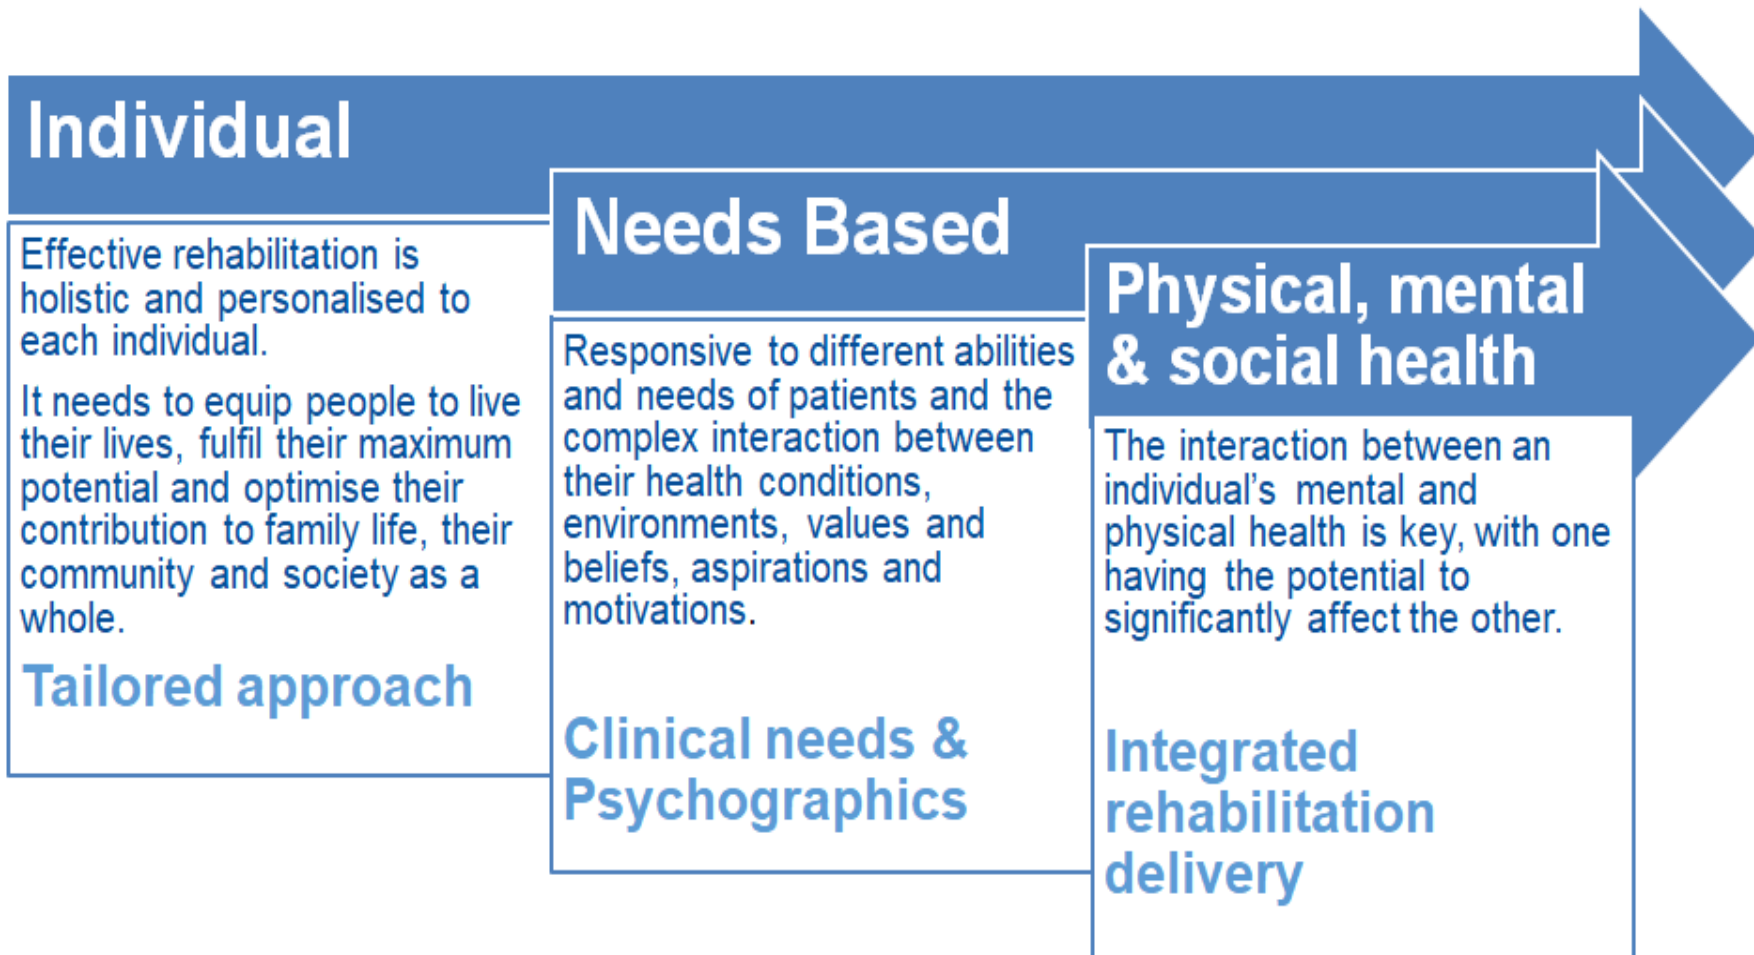 Individual
Effective rehabilitation is
holistic and personalised to
each individual.
It needs to equip people to live
their lives, fulfil their maximum
potential and optimise their
contribution to family life, their
community and society as a
whole.
Tailored approach
Needs Based
Responsive to different abilities
and needs of patients and the
complex interaction between
their health conditions,
environments, values and
beliefs, aspirations and
motivations.
Clinical needs &
Psychographics
Physical, mental
& social health
The interaction between an
individual’s mental and
physical health is key, with one
having the potential to
significantly affect the other.
Integrated
rehabilitation
delivery